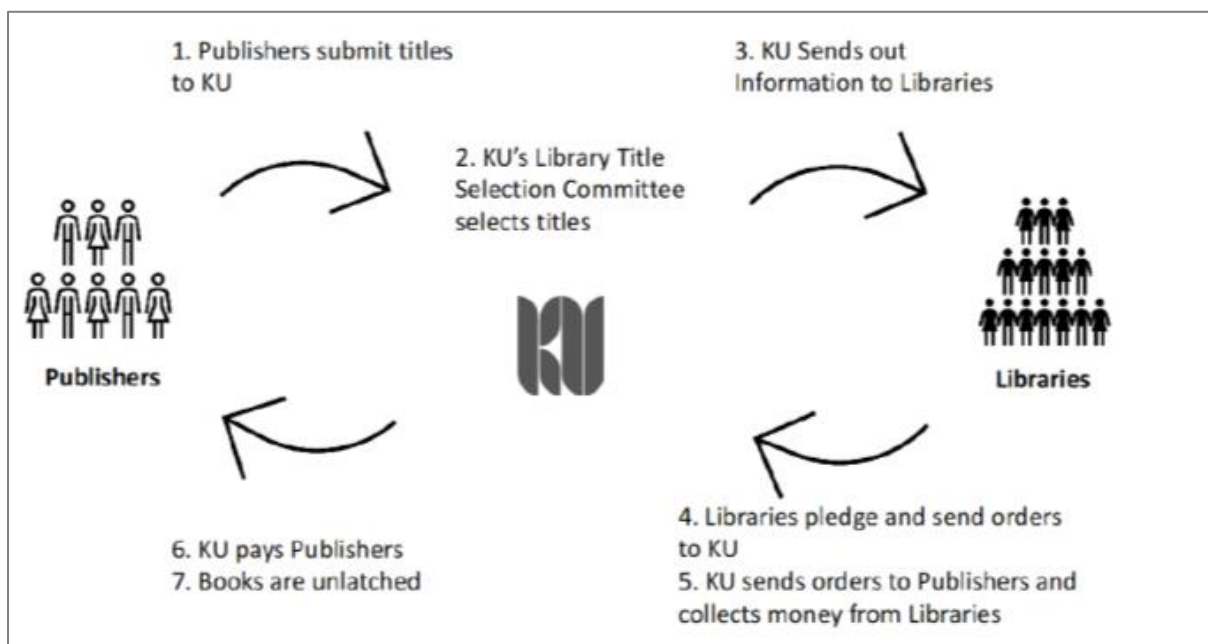 1. Publishers submit titles
to KU
3. KU Sends out
Information to Libraries
2. KU's Library Title
Selection Committee
selects titles
KU
Publishers
Libraries
4. Libraries pledge and send orders
to KU
5. KU sends orders to Publishers and
collects money from Libraries
6. KU pays Publishers
7. Books are unlatched